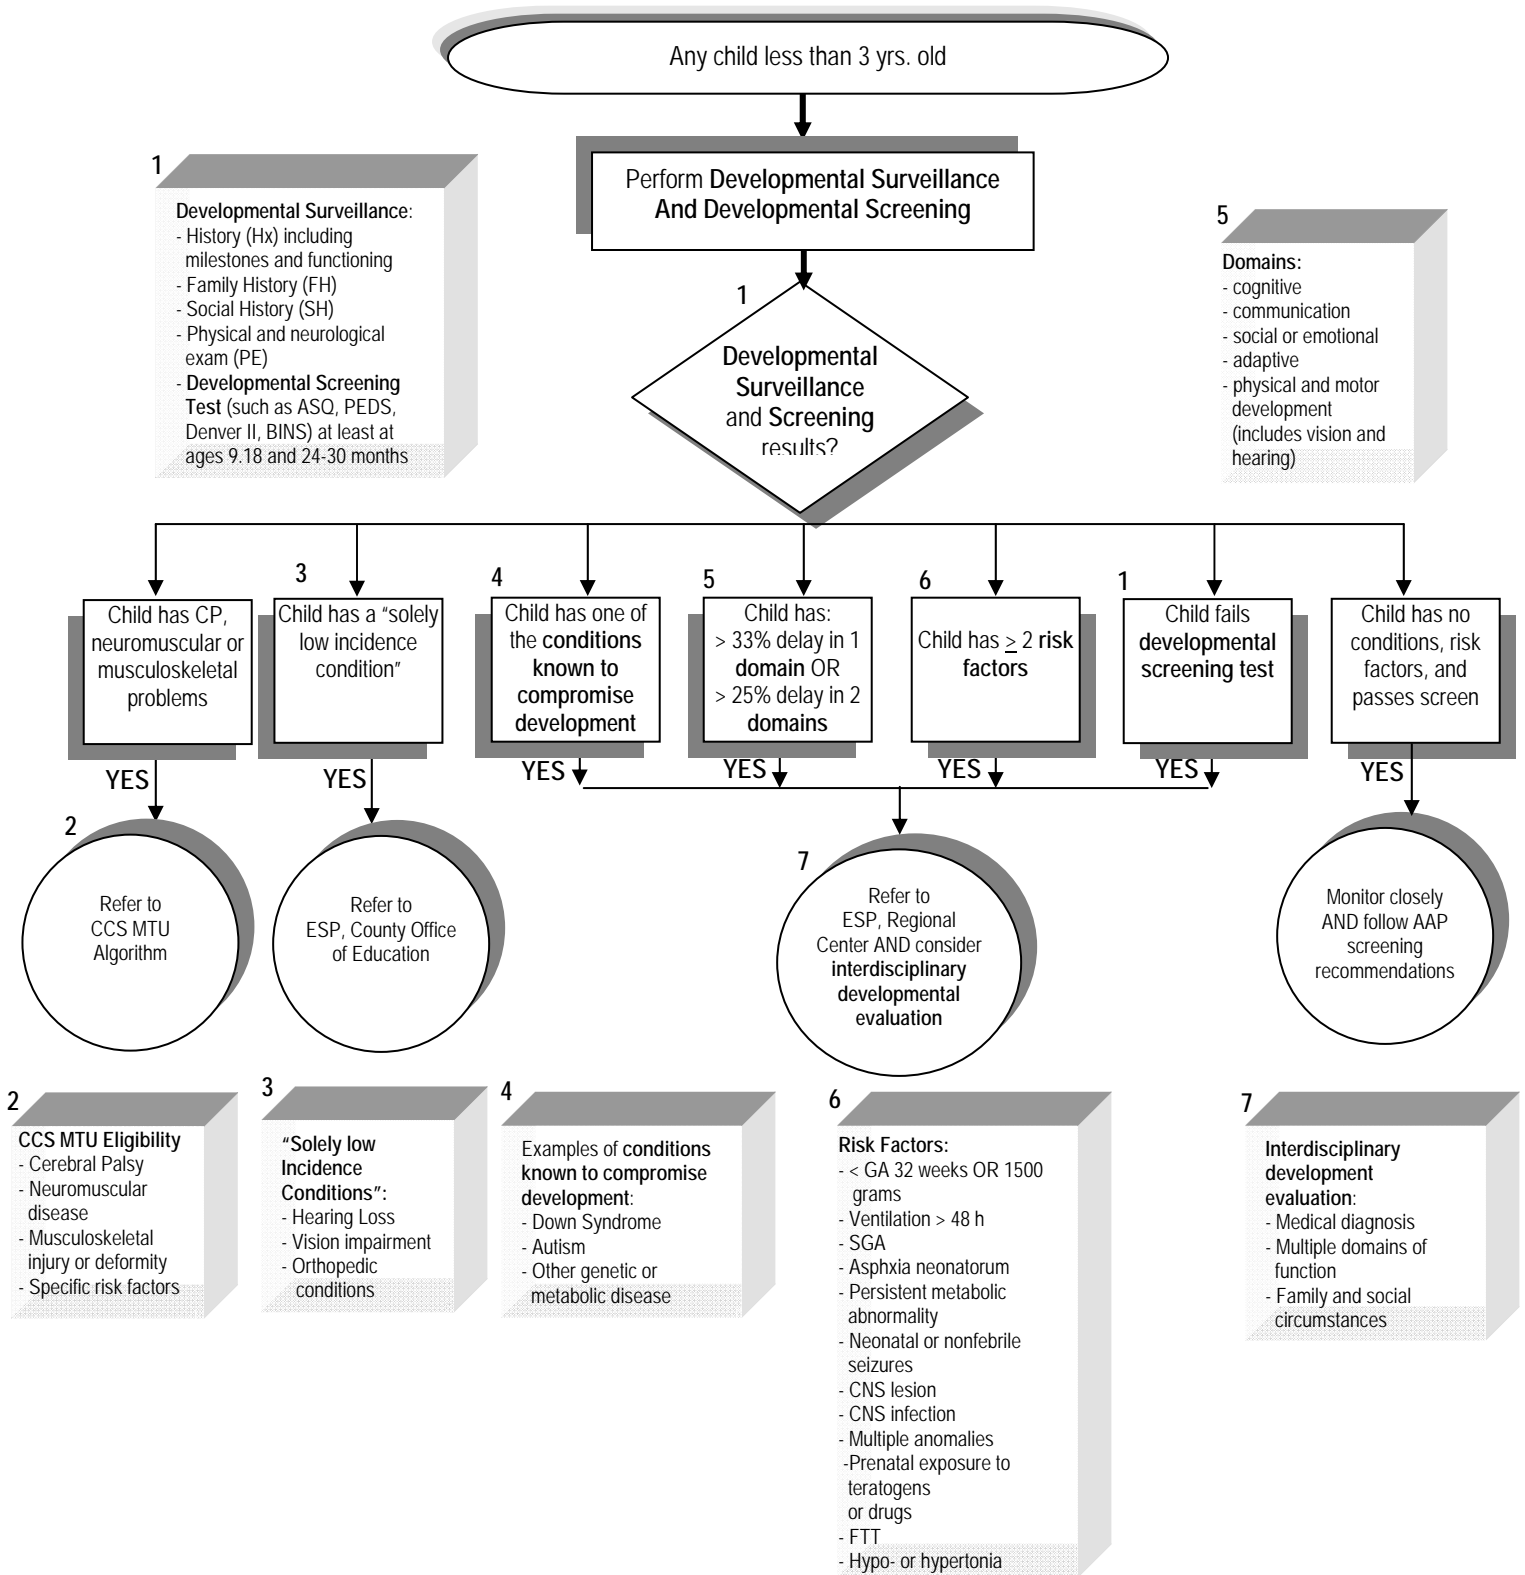 Any child less than 3 yrs. old
Perform Developmental Surveillance
And Developmental Screening
1
Developmental Surveillance:
- History (Hx) including
milestones and functioning
- Family History (FH)
- Social History (SH)
- Physical and neurological
exam (PE)
- Developmental Screening
Test (such as ASQ, PEDS,
Denver II, BINS) at least at
ages 9.18 and 24-30 months
1
Developmental
Surveillance
and Screening
results?
5
Domains:
- cognitive
- communication
- social or emotional
- adaptive
- physical and motor
development
(includes vision and
hearing)
Child has CP,
neuromuscular or
musculoskeletal
problems
YES
3
Child has a “solely
low incidence
condition”
YES
4
Child has one of
the conditions
known to
compromise
development
YES
5
Child has:
> 33% delay in 1
domain OR
> 25% delay in 2
domains
YES
6
Child has > 2 risk
factors
YES
1
Child fails
developmental
screening test
YES
Child has no
conditions, risk
factors, and
passes screen
YES
2
Refer to
CCS MTU
Algorithm
Refer to
ESP, County Office
of Education
7
Refer to
ESP, Regional
Center AND consider
interdisciplinary
developmental
evaluation
Monitor closely
AND follow AAP
screening
recommendations
2
CCS MTU Eligibility
- Cerebral Palsy
- Neuromuscular
disease
- Musculoskeletal
injury or deformity
- Specific risk factors
3
“Solely low
Incidence
Conditions”:
- Hearing Loss
- Vision impairment
- Orthopedic
conditions
4
Examples of conditions
known to compromise
development:
- Down Syndrome
- Autism
- Other genetic or
metabolic disease
6
Risk Factors:
- < GA 32 weeks OR 1500
grams
- Ventilation > 48 h
- SGA
- Asphxia neonatorum
- Persistent metabolic
abnormality
- Neonatal or nonfebrile
seizures
- CNS lesion
- CNS infection
- Multiple anomalies
-Prenatal exposure to
teratogens
or drugs
- FTT
- Hypo- or hypertonia
7
Interdisciplinary
development
evaluation:
- Medical diagnosis
- Multiple domains of
function
- Family and social
circumstances